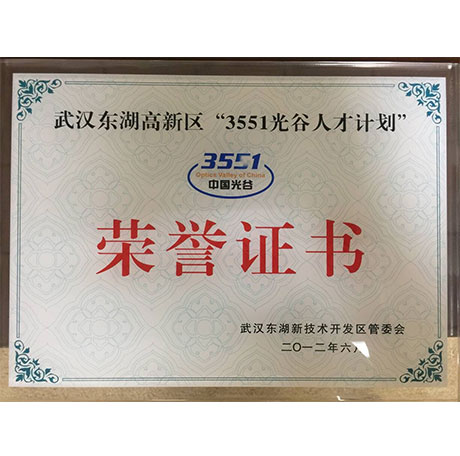 武汉东湖高新区“3551光谷人才计划”
3551
Optics Valley of China
中国光谷
荣誉证书
武汉东湖新技术开发区管委会
二〇一二年六月